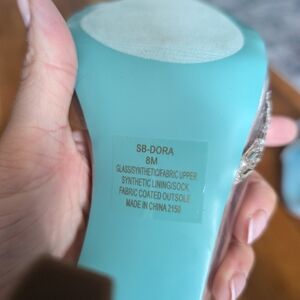 SB-DORA
8M
GLASS/SYNTHETIC/FABRIC UPPER
SYNTHETIC LINING/SOCK
FABRIC COATED OUTSOLE
MADE IN CHINA 2150